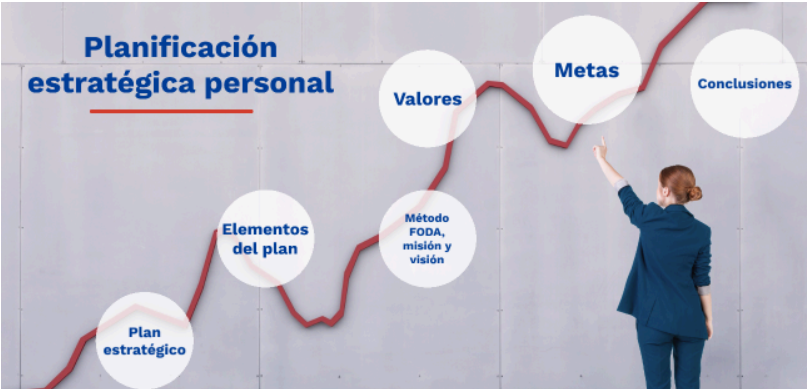 Planificación
estratégica personal
Plan
estratégico
Elementos
del plan
Método
FODA,
misión y
visión
Valores
Metas
Conclusiones